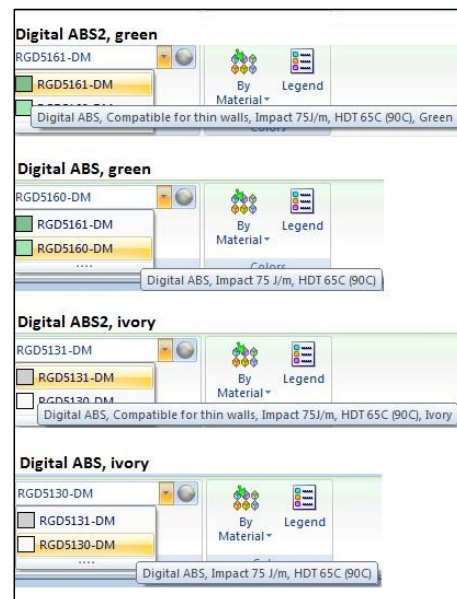 Digital ABS2, green
RGD5161-DM
RGD5161-DM
By Material
Legend
Digital ABS, Compatible for thin walls, Impact 75J/m, HDT 65C (90C), Green
Digital ABS, green
RGD5160-DM
RGD5161-DM
RGD5160-DM
By Material
Legend
Colors
Digital ABS, Impact 75 J/m, HDT 65C (90C)
Digital ABS2, ivory
RGD5131-DM
RGD5131-DM
RGD5130-DM
By Material
Legend
Digital ABS, Compatible for thin walls, Impact 75J/m, HDT 65C (90C), Ivory
Digital ABS, ivory
RGD5130-DM
RGD5131-DM
RGD5130-DM
By Material
Legend
Digital ABS, Impact 75 J/m, HDT 65C (90C)